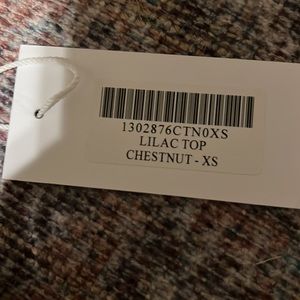 1302876CTN0XS
LILAC TOP
CHESTNUT - XS